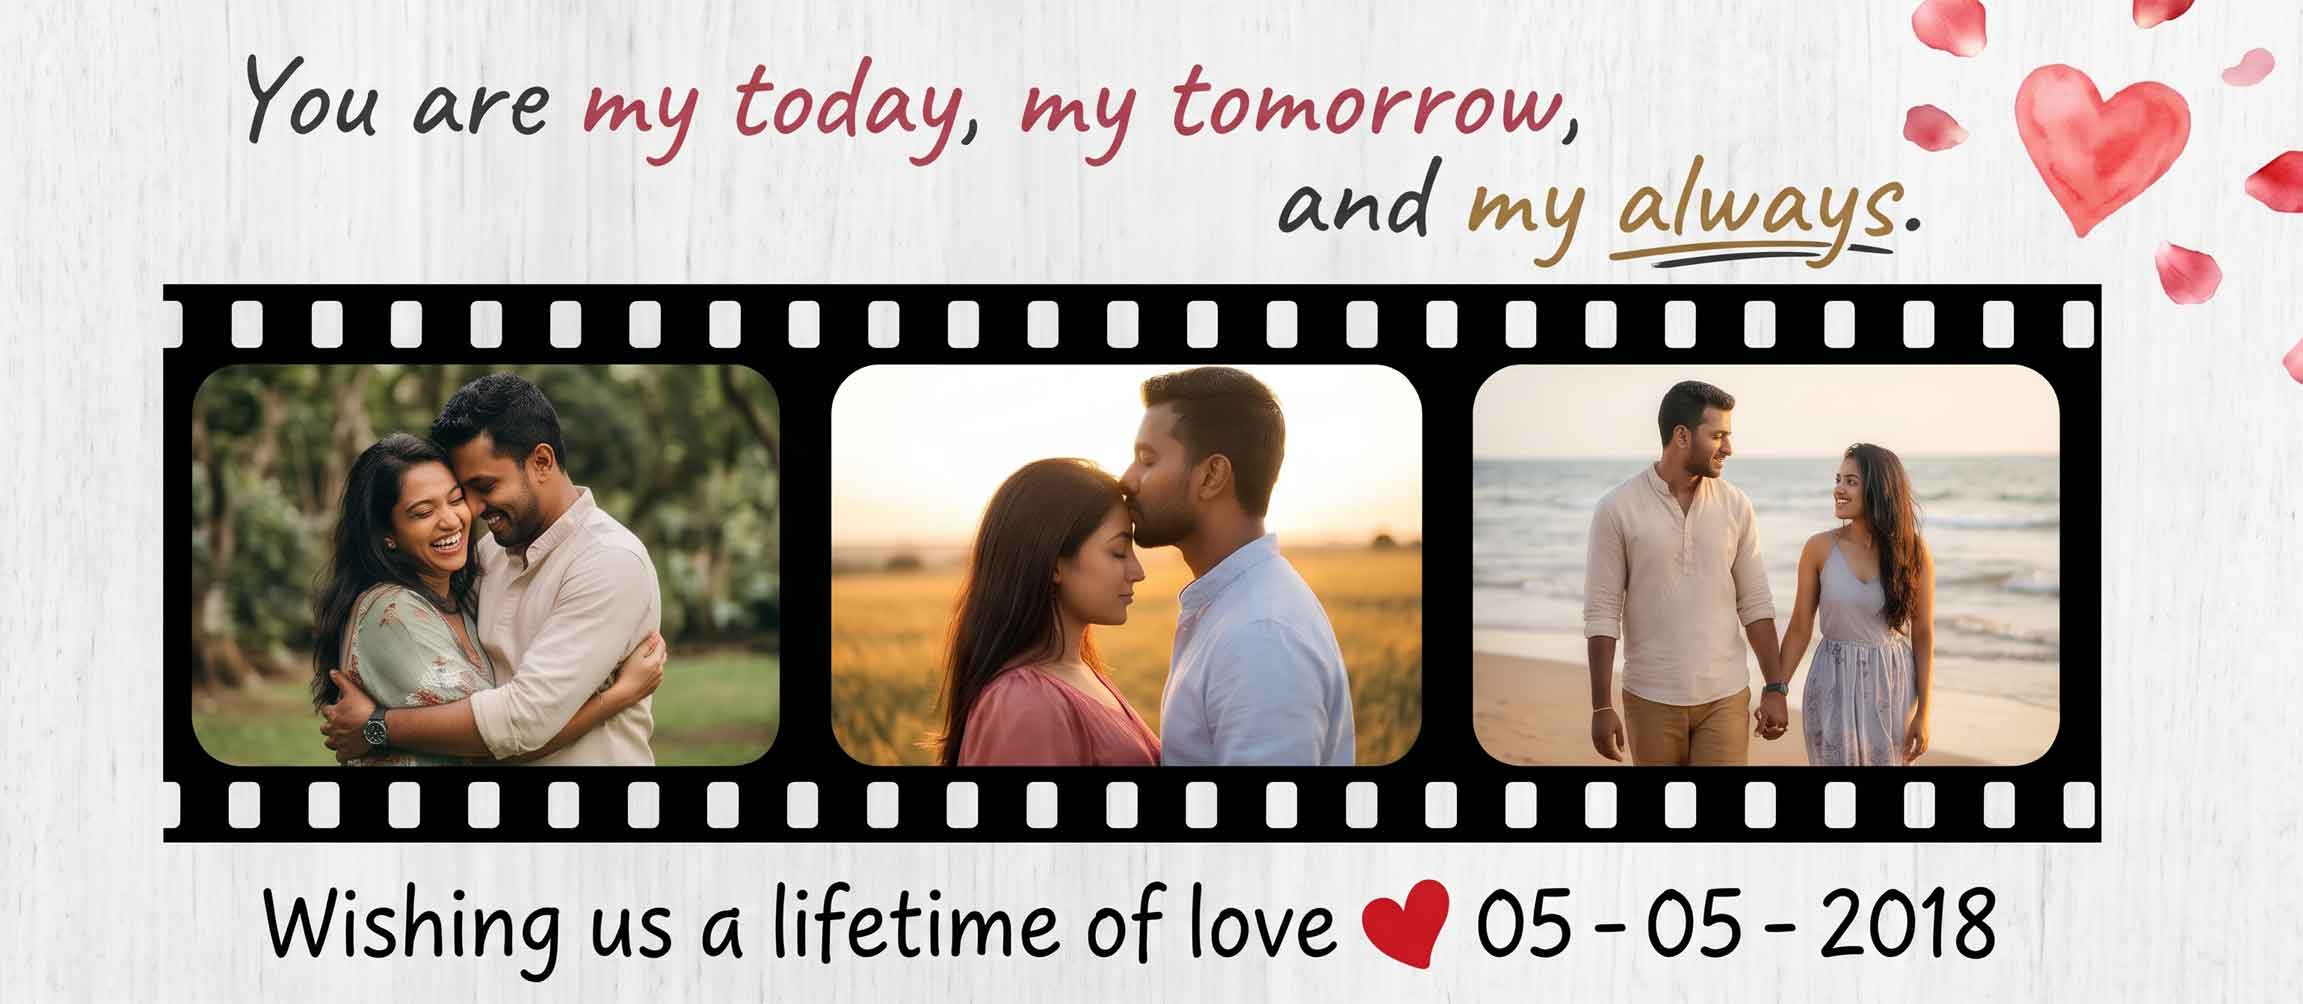 You are my today, my tomorrow,
and my always.
Wishing us a lifetime of love ❤ 05 - 05 - 2018